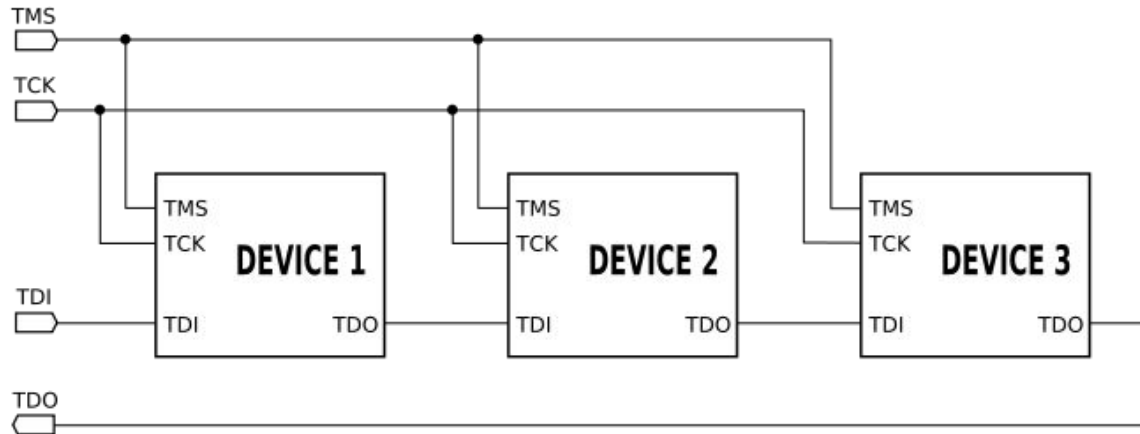 TMS
TCK
TMS
TCK
DEVICE 1
TDI
TDO
TMS
TCK
DEVICE 2
TDI
TDO
TMS
TCK
DEVICE 3
TDI
TDO
TDI
TDO